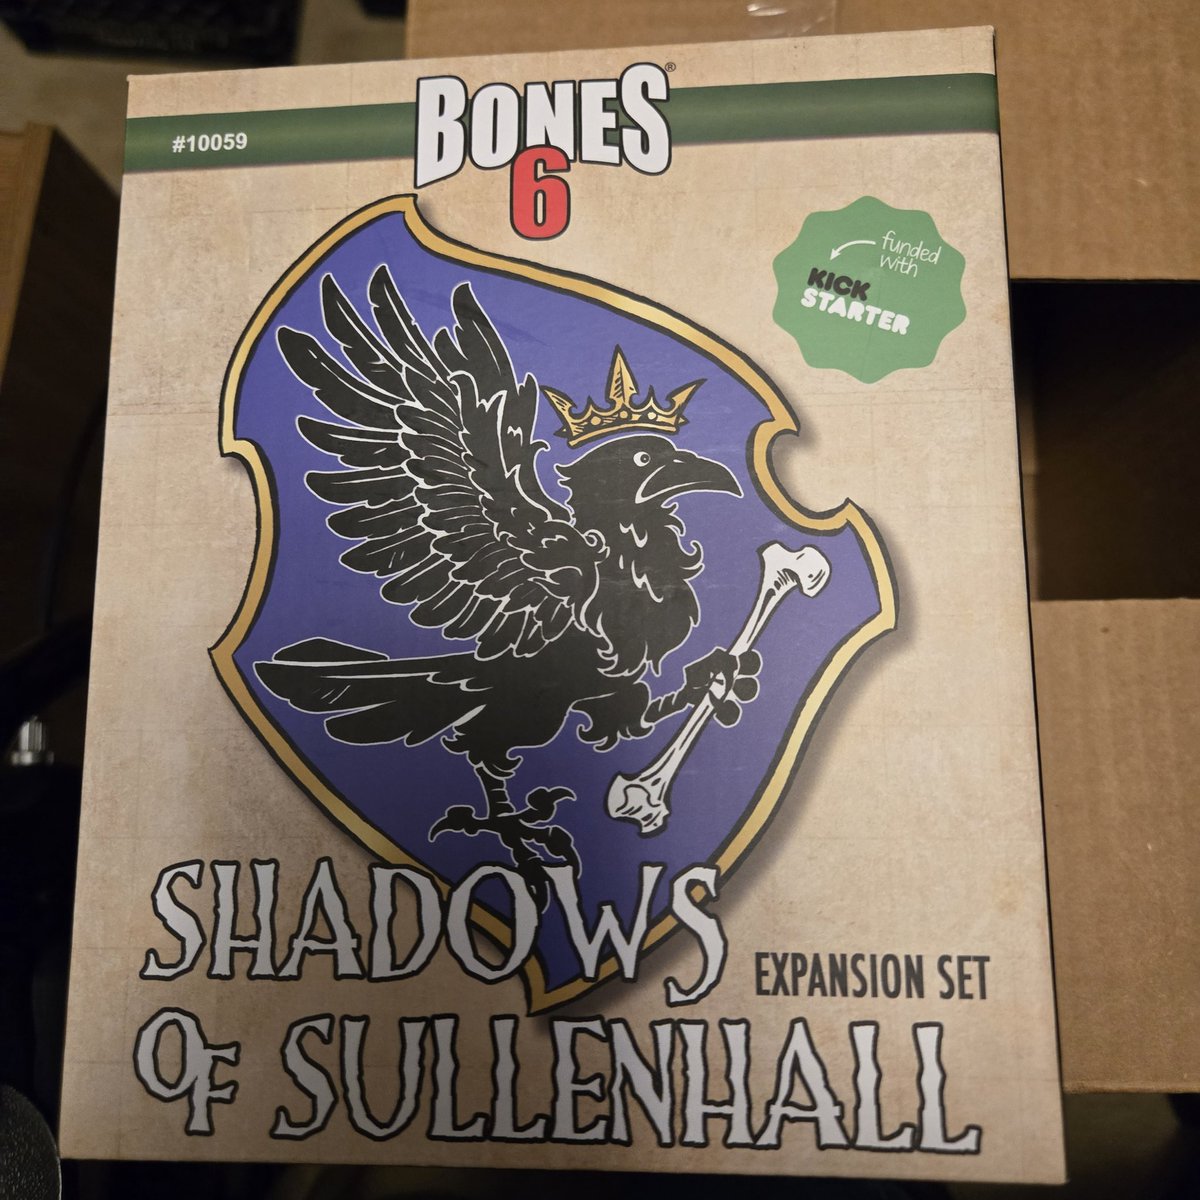 #10059
BONES®
6
funded
with
KICK
STARTER
SHADOWS
EXPANSION SET
OF SULLENHALL